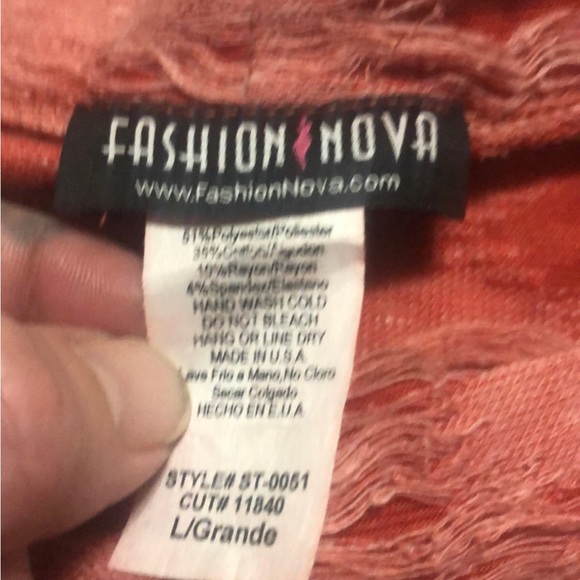 FASHION NOVA
www.FashionNova.com
51%Polyester/Poliester
35%Cotton/Algodon
10%Rayon/Rayon
4%Spandex/Elastano
HAND WASH COLD
DO NOT BLEACH
HANG OR LINE DRY
MADE IN U.S.A.
Lave Frio a Mano,No Cloro
Secar Colgado
HECHO EN E.U.A.
STYLE# ST-0051
CUT# 11840
L/Grande